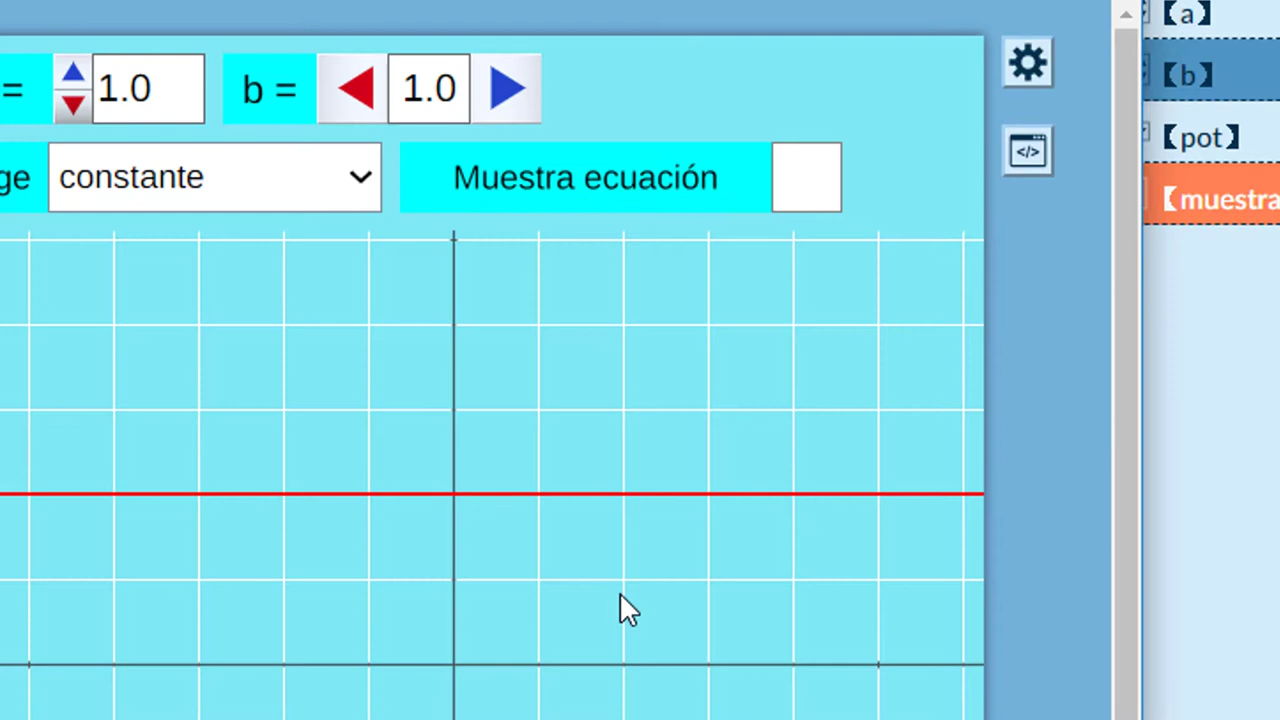 = 1.0 b = 1.0
ge constante Muestra ecuación
</>
【a】
【b】
【pot】
【muestra